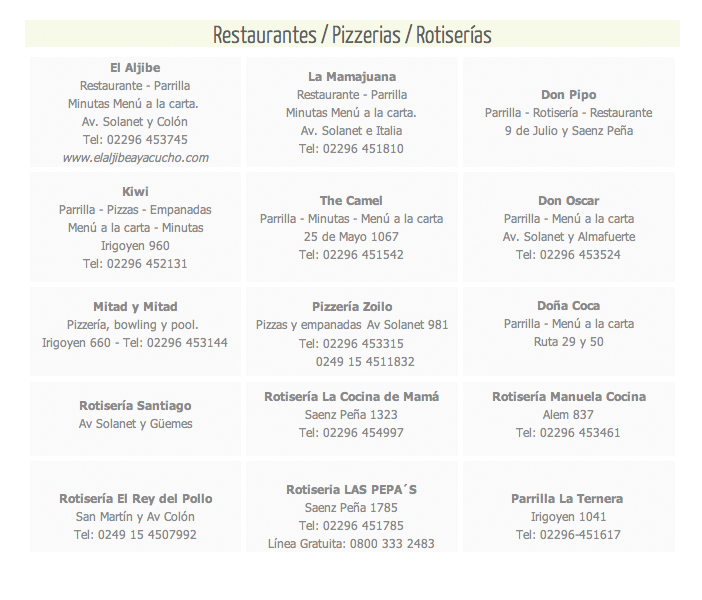 Restaurantes / Pizzerias / Rotiserías
El Aljibe
Restaurante - Parrilla
Minutas Menú a la carta.
Av. Solanet y Colón
Tel: 02296 453745
www.elaljibeayacucho.com
La Mamajuana
Restaurante - Parrilla
Minutas Menú a la carta.
Av. Solanet e Italia
Tel: 02296 451810
Don Pipo
Parrilla - Rotisería - Restaurante
9 de Julio y Saenz Peña
Kiwi
Parrilla - Pizzas - Empanadas
Menú a la carta - Minutas
Irigoyen 960
Tel: 02296 452131
The Camel
Parrilla - Minutas - Menú a la carta
25 de Mayo 1067
Tel: 02296 451542
Don Oscar
Parrilla - Menú a la carta
Av. Solanet y Almafuerte
Tel: 02296 453524
Mitad y Mitad
Pizzería, bowling y pool.
Irigoyen 660 - Tel: 02296 453144
Pizzería Zoilo
Pizzas y empanadas Av Solanet 981
Tel: 02296 453315
0249 15 4511832
Doña Coca
Parrilla - Menú a la carta
Ruta 29 y 50
Rotisería Santiago
Av Solanet y Güemes
Rotisería La Cocina de Mamá
Saenz Peña 1323
Tel: 02296 454997
Rotisería Manuela Cocina
Alem 837
Tel: 02296 453461
Rotisería El Rey del Pollo
San Martín y Av Colón
Tel: 0249 15 4507992
Rotiseria LAS PEPA´S
Saenz Peña 1785
Tel: 02296 451785
Línea Gratuita: 0800 333 2483
Parrilla La Ternera
Irigoyen 1041
Tel: 02296-451617